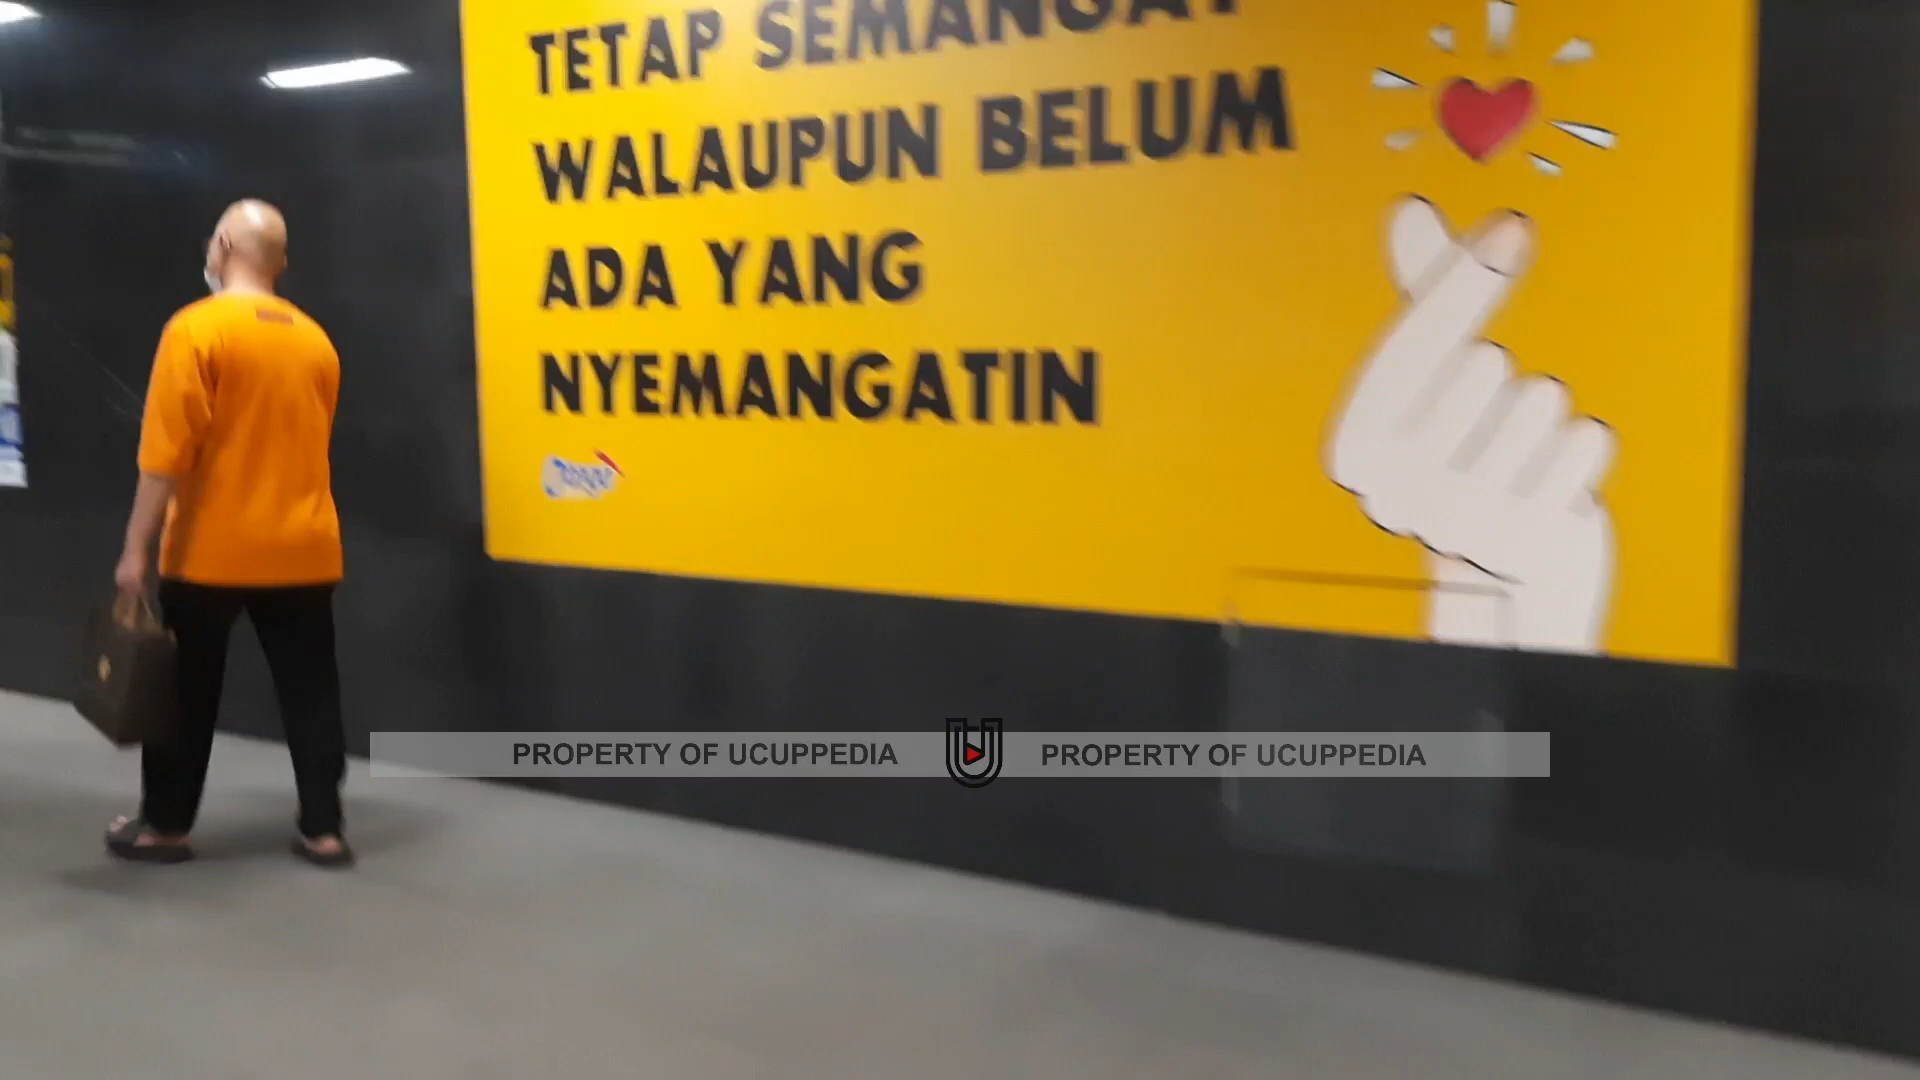 TETAP SEMANGAT
WALAUPUN BELUM
ADA YANG
NYEMANGATIN
PROPERTY OF UCUPPEDIA PROPERTY OF UCUPPEDIA